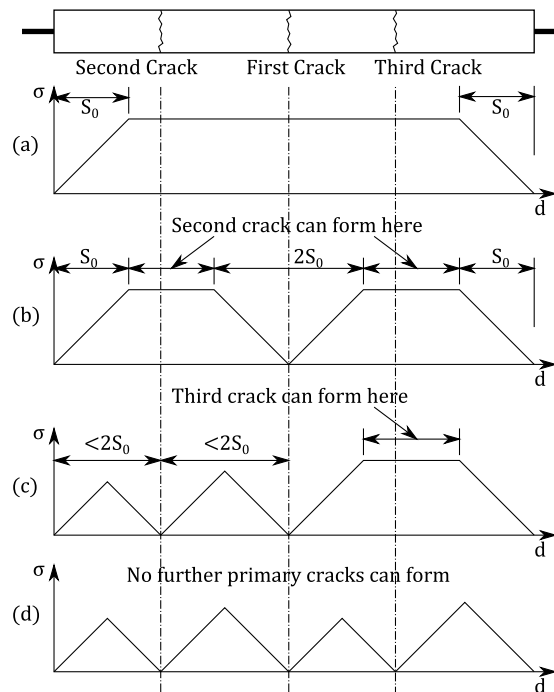 Second Crack First Crack Third Crack
σ
S₀ S₀
(a)
d
Second crack can form here
σ S₀ 2S₀ S₀
(b)
d
Third crack can form here
σ
<2S₀ <2S₀
(c)
d
σ
No further primary cracks can form
(d)
d